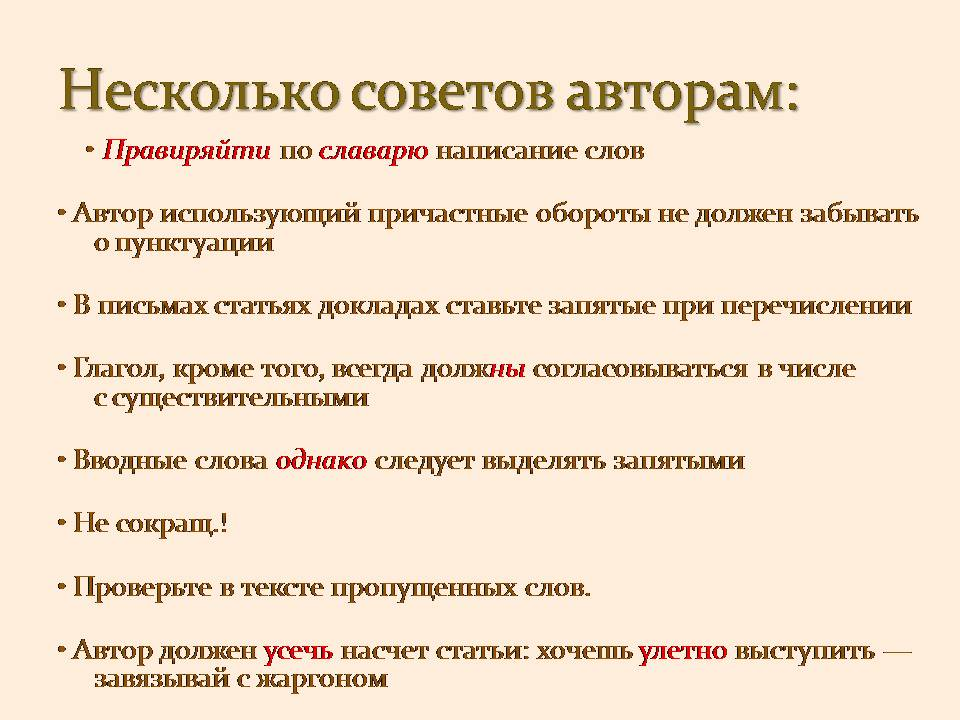 Несколько советов авторам:
• Правиряйти по славарю написание слов
• Автор использующий причастные обороты не должен забывать
о пунктуации
• В письмах статьях докладах ставьте запятые при перечислении
• Глагол, кроме того, всегда должны согласовываться в числе
с существительными
• Вводные слова однако следует выделять запятыми
• Не сокращ.!
• Проверьте в тексте пропущенных слов.
• Автор должен усечь насчет статьи: хочешь улетно выступить —
завязывай с жаргоном